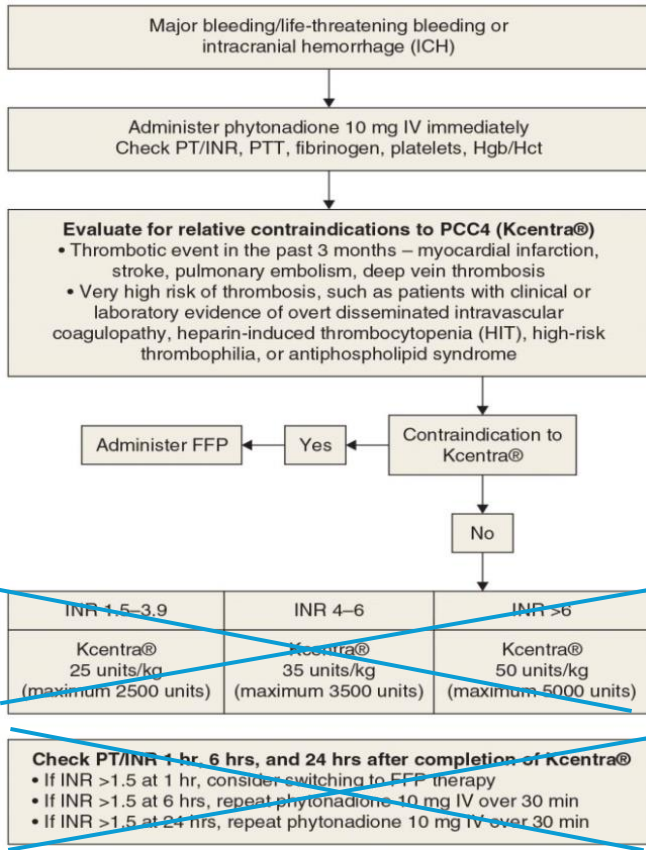 Major bleeding/life-threatening bleeding or
intracranial hemorrhage (ICH)
Administer phytonadione 10 mg IV immediately
Check PT/INR, PTT, fibrinogen, platelets, Hgb/Hct
Evaluate for relative contraindications to PCC4 (Kcentra®)
• Thrombotic event in the past 3 months – myocardial infarction,
stroke, pulmonary embolism, deep vein thrombosis
• Very high risk of thrombosis, such as patients with clinical or
laboratory evidence of overt disseminated intravascular
coagulopathy, heparin-induced thrombocytopenia (HIT), high-risk
thrombophilia, or antiphospholipid syndrome
Administer FFP
Yes
Contraindication to
Kcentra®
No
INR 1.5–3.9
INR 4–6
INR >6
Kcentra®
25 units/kg
(maximum 2500 units)
Kcentra®
35 units/kg
(maximum 3500 units)
Kcentra®
50 units/kg
(maximum 5000 units)
Check PT/INR 1 hr, 6 hrs, and 24 hrs after completion of Kcentra®
• If INR >1.5 at 1 hr, consider switching to FFP therapy
• If INR >1.5 at 6 hrs, repeat phytonadione 10 mg IV over 30 min
• If INR >1.5 at 24 hrs, repeat phytonadione 10 mg IV over 30 min